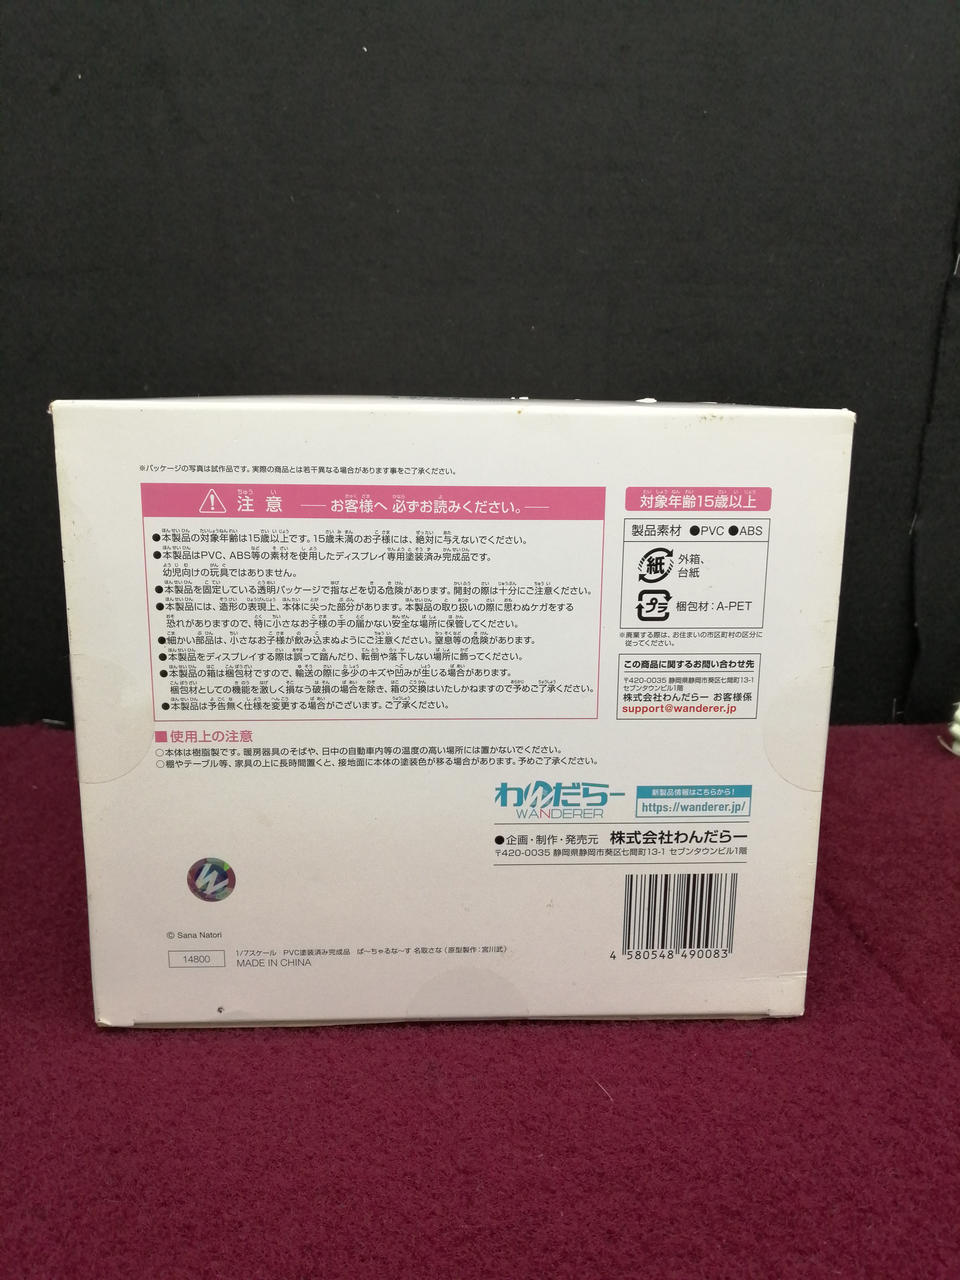 ※パッケージの写真は試作品です。実際の商品とは若干異なる場合があります事をご了承ください。
注意 ―お客様へ 必ずお読みください。―
●本製品の対象年齢は15歳以上です。15歳未満のお子様には、絶対に与えないでください。
●本製品はPVC、ABS等の素材を使用したディスプレイ専用塗装済み完成品です。
幼児向けの玩具ではありません。
●本製品を固定している透明パッケージで指などを切る危険があります。開封の際は十分にご注意ください。
●本製品には、造形の表現上、本体に尖った部分があります。本製品の取り扱いの際に思わぬケガをする
恐れがありますので、特に小さなお子様の手の届かない安全な場所に保管してください。
●細かい部品は、小さなお子様が飲み込まぬようにご注意ください。窒息等の危険があります。
●本製品をディスプレイする際は誤って踏んだり、転倒や落下しない場所に飾ってください。
●本製品の箱は梱包材ですので、輸送の際に多少のキズや凹みが生じる場合があります。
梱包材としての機能を激しく損なう破損の場合を除き、箱の交換はいたしかねますので予めご了承ください。
●本製品は予告無く仕様を変更する場合がございます。ご了承ください。
■使用上の注意
○本体は樹脂製です。暖房器具のそばや、日中の自動車内等の温度の高い場所には置かないでください。
○棚やテーブル等、家具の上に長時間置くと、接地面に本体の塗装色が移る場合があります。予めご了承ください。
対象年齢15歳以上
製品素材 ●PVC ●ABS
紙 外箱、
台紙
プラ 梱包材：A-PET
※廃棄する際は、お住まいの市区町村の区分に
従ってください。
この商品に関するお問い合わせ先
〒420-0035 静岡県静岡市葵区七間町13-1
セブンタウンビル1階
株式会社わんだらー お客様係
support@wanderer.jp
わんだらー
WANDERER
新製品情報はこちらから！
https://wanderer.jp/
●企画・制作・発売元 株式会社わんだらー
〒420-0035 静岡県静岡市葵区七間町13-1 セブンタウンビル1階
W
© Sana Natori
14800
1/7スケール PVC塗装済み完成品 ば〜ちゃるな〜す 名取さな（原型製作：宮川武）
MADE IN CHINA
4 580548 490083